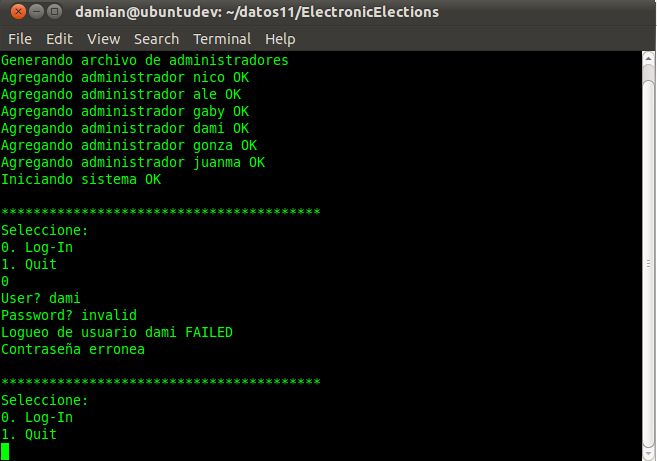 damian@ubuntudev: ~/datos11/ElectronicElections
File Edit View Search Terminal Help
Generando archivo de administradores
Agregando administrador nico OK
Agregando administrador ale OK
Agregando administrador gaby OK
Agregando administrador dami OK
Agregando administrador gonza OK
Agregando administrador juanma OK
Iniciando sistema OK
****************************************
Seleccione:
0. Log-In
1. Quit
0
User? dami
Password? invalid
Logueo de usuario dami FAILED
Contraseña erronea
****************************************
Seleccione:
0. Log-In
1. Quit